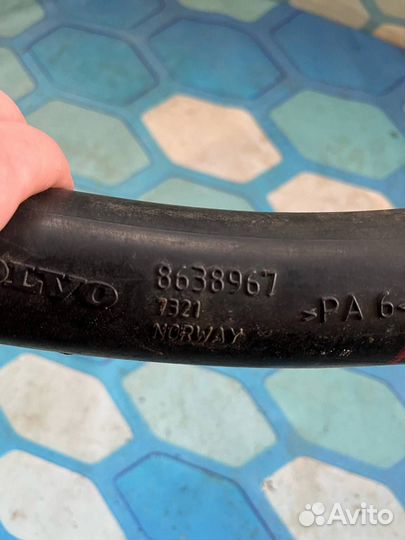 VOLVO
8638967
7321
NORWAY
>PA 6<
Avito